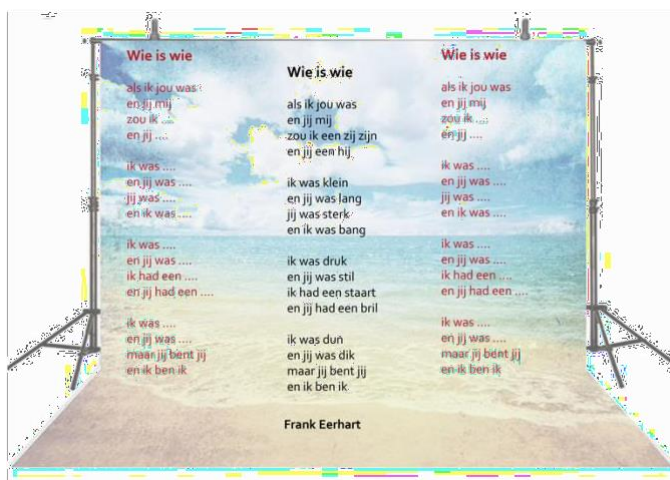 Wie is wie
als ik jou was
en jij mij
zou ik ....
en jij ....
ik was ....
en jij was ....
jij was ....
en ik was ....
ik was ....
en jij was ....
ik had een ....
en jij had een ....
ik was ....
en jij was ....
maar jij bent jij
en ik ben ik
Wie is wie
als ik jou was
en jij mij
zou ik een zij zijn
en jij een hij
ik was klein
en jij was lang
jij was sterk
en ik was bang
ik was druk
en jij was stil
ik had een staart
en jij had een bril
ik was dun
en jij was dik
maar jij bent jij
en ik ben ik
Frank Eerhart
Wie is wie
als ik jou was
en jij mij
zou ik ....
en jij ....
ik was ....
en jij was ....
jij was ....
en ik was ....
ik was ....
en jij was ....
ik had een ....
en jij had een ....
ik was ....
en jij was ....
maar jij bent jij
en ik ben ik